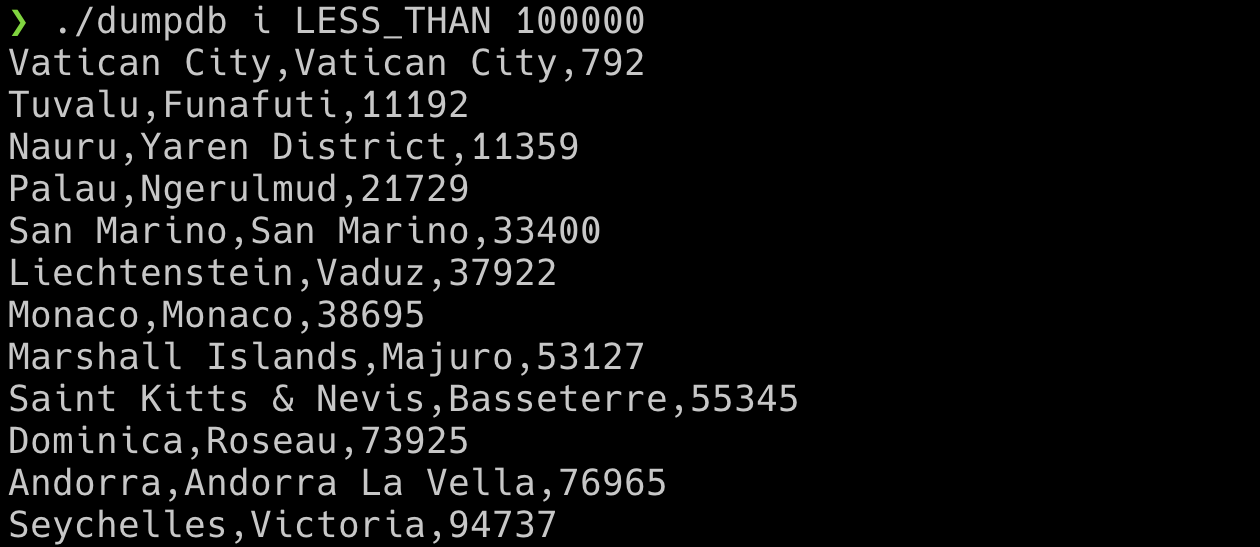 ❯ ./dumpdb i LESS_THAN 100000
Vatican City,Vatican City,792
Tuvalu,Funafuti,11192
Nauru,Yaren District,11359
Palau,Ngerulmud,21729
San Marino,San Marino,33400
Liechtenstein,Vaduz,37922
Monaco,Monaco,38695
Marshall Islands,Majuro,53127
Saint Kitts & Nevis,Basseterre,55345
Dominica,Roseau,73925
Andorra,Andorra La Vella,76965
Seychelles,Victoria,94737